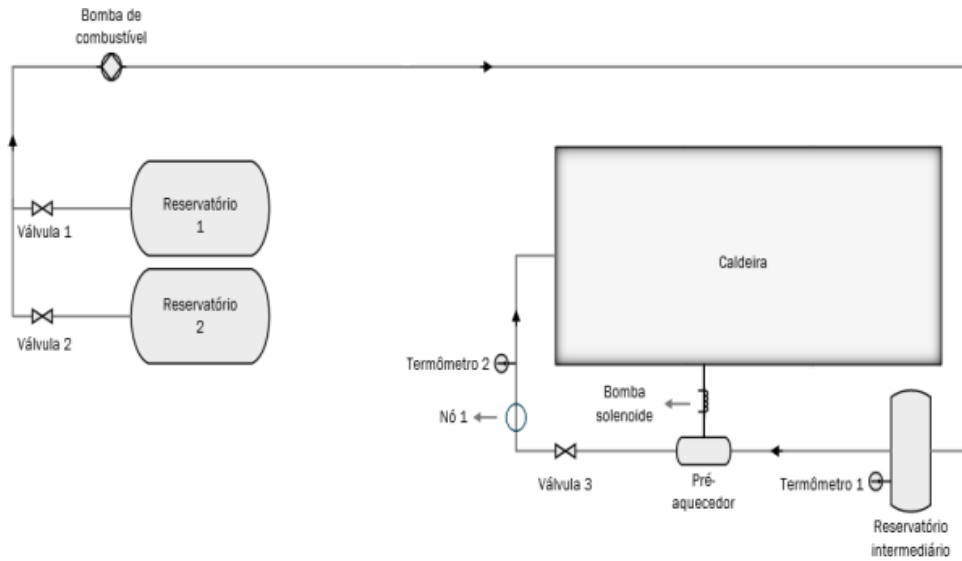 Bomba de
combustível
Reservatório
1
Válvula 1
Reservatório
2
Válvula 2
Caldeira
Termômetro 2
Bomba
solenoide
Nó 1
Válvula 3
Pré-
aquecedor
Termômetro 1
Reservatório
intermediário